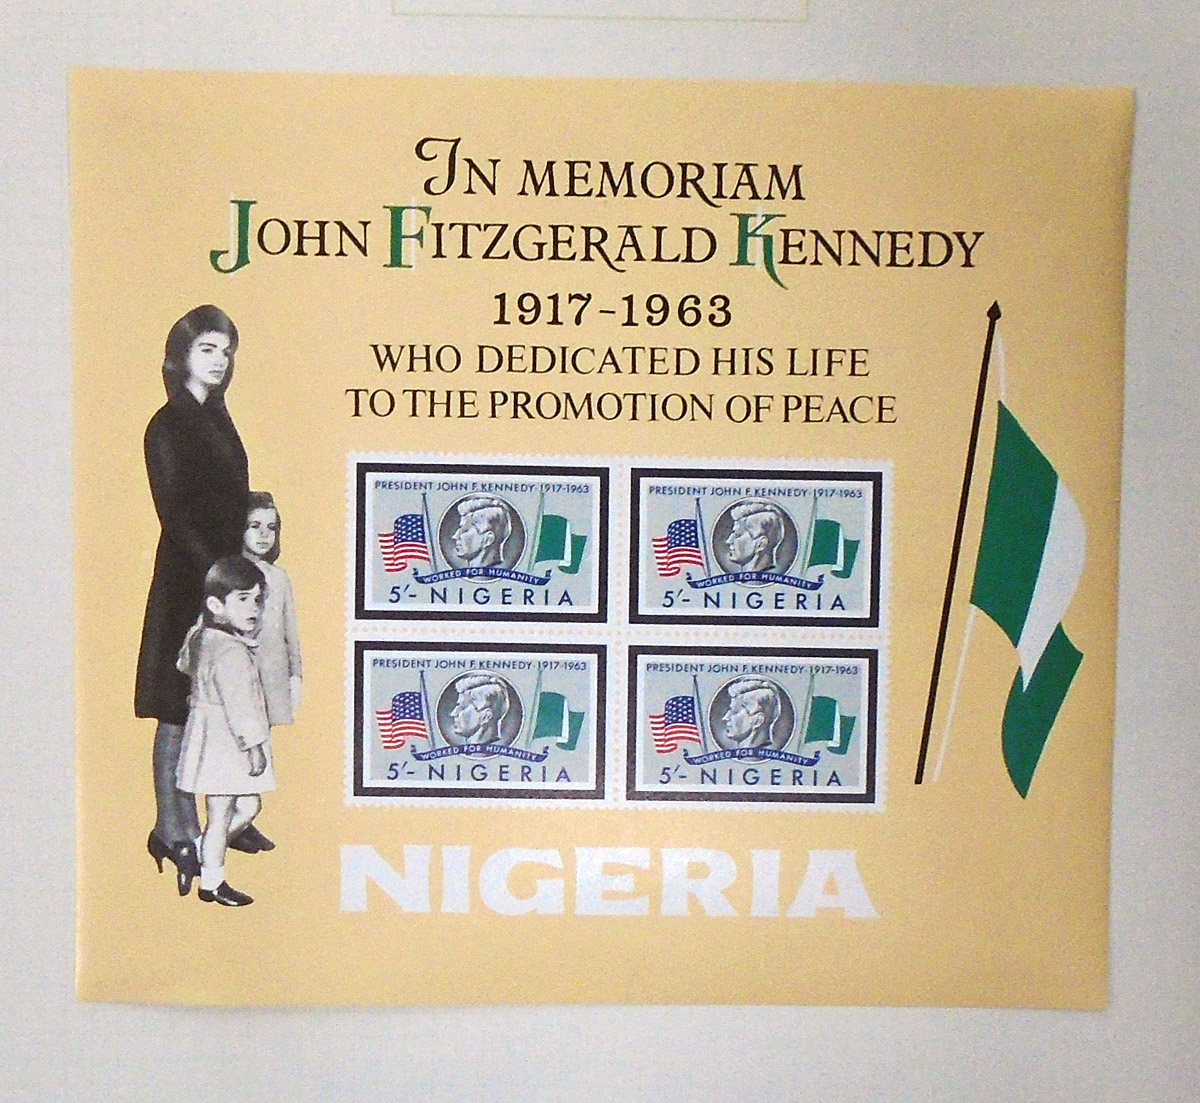 IN MEMORIAM
JOHN FITZGERALD KENNEDY
1917-1963
WHO DEDICATED HIS LIFE
TO THE PROMOTION OF PEACE
PRESIDENT JOHN F. KENNEDY·1917-1963
WORKED FOR HUMANITY
5'- NIGERIA
PRESIDENT JOHN F. KENNEDY·1917-1963
WORKED FOR HUMANITY
5'- NIGERIA
PRESIDENT JOHN F. KENNEDY·1917-1963
WORKED FOR HUMANITY
5'- NIGERIA
PRESIDENT JOHN F. KENNEDY·1917-1963
WORKED FOR HUMANITY
5'- NIGERIA
NIGERIA